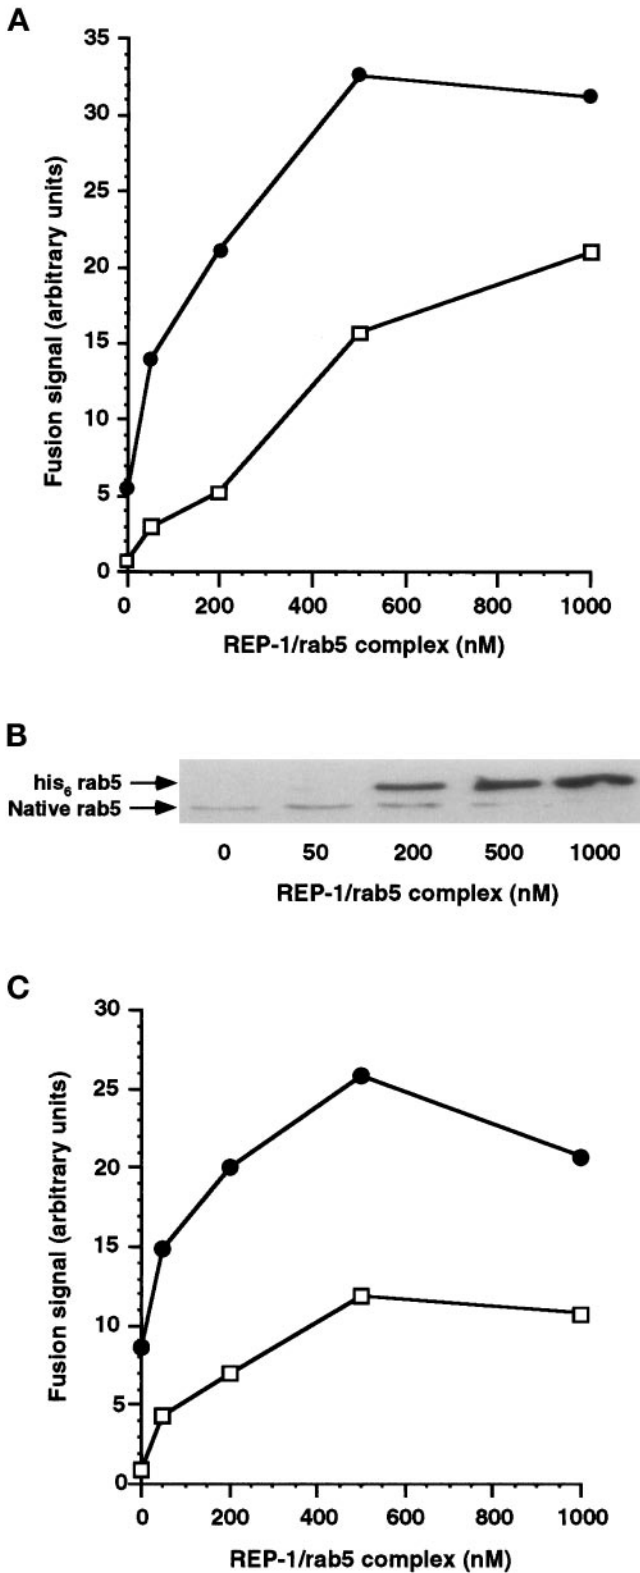 A
35
30
25
20
15
10
5
0
Fusion signal (arbitrary units)
0 200 400 600 800 1000
REP-1/rab5 complex (nM)
B
his6 rab5
Native rab5
0 50 200 500 1000
REP-1/rab5 complex (nM)
C
30
25
20
15
10
5
0
Fusion signal (arbitrary units)
0 200 400 600 800 1000
REP-1/rab5 complex (nM)